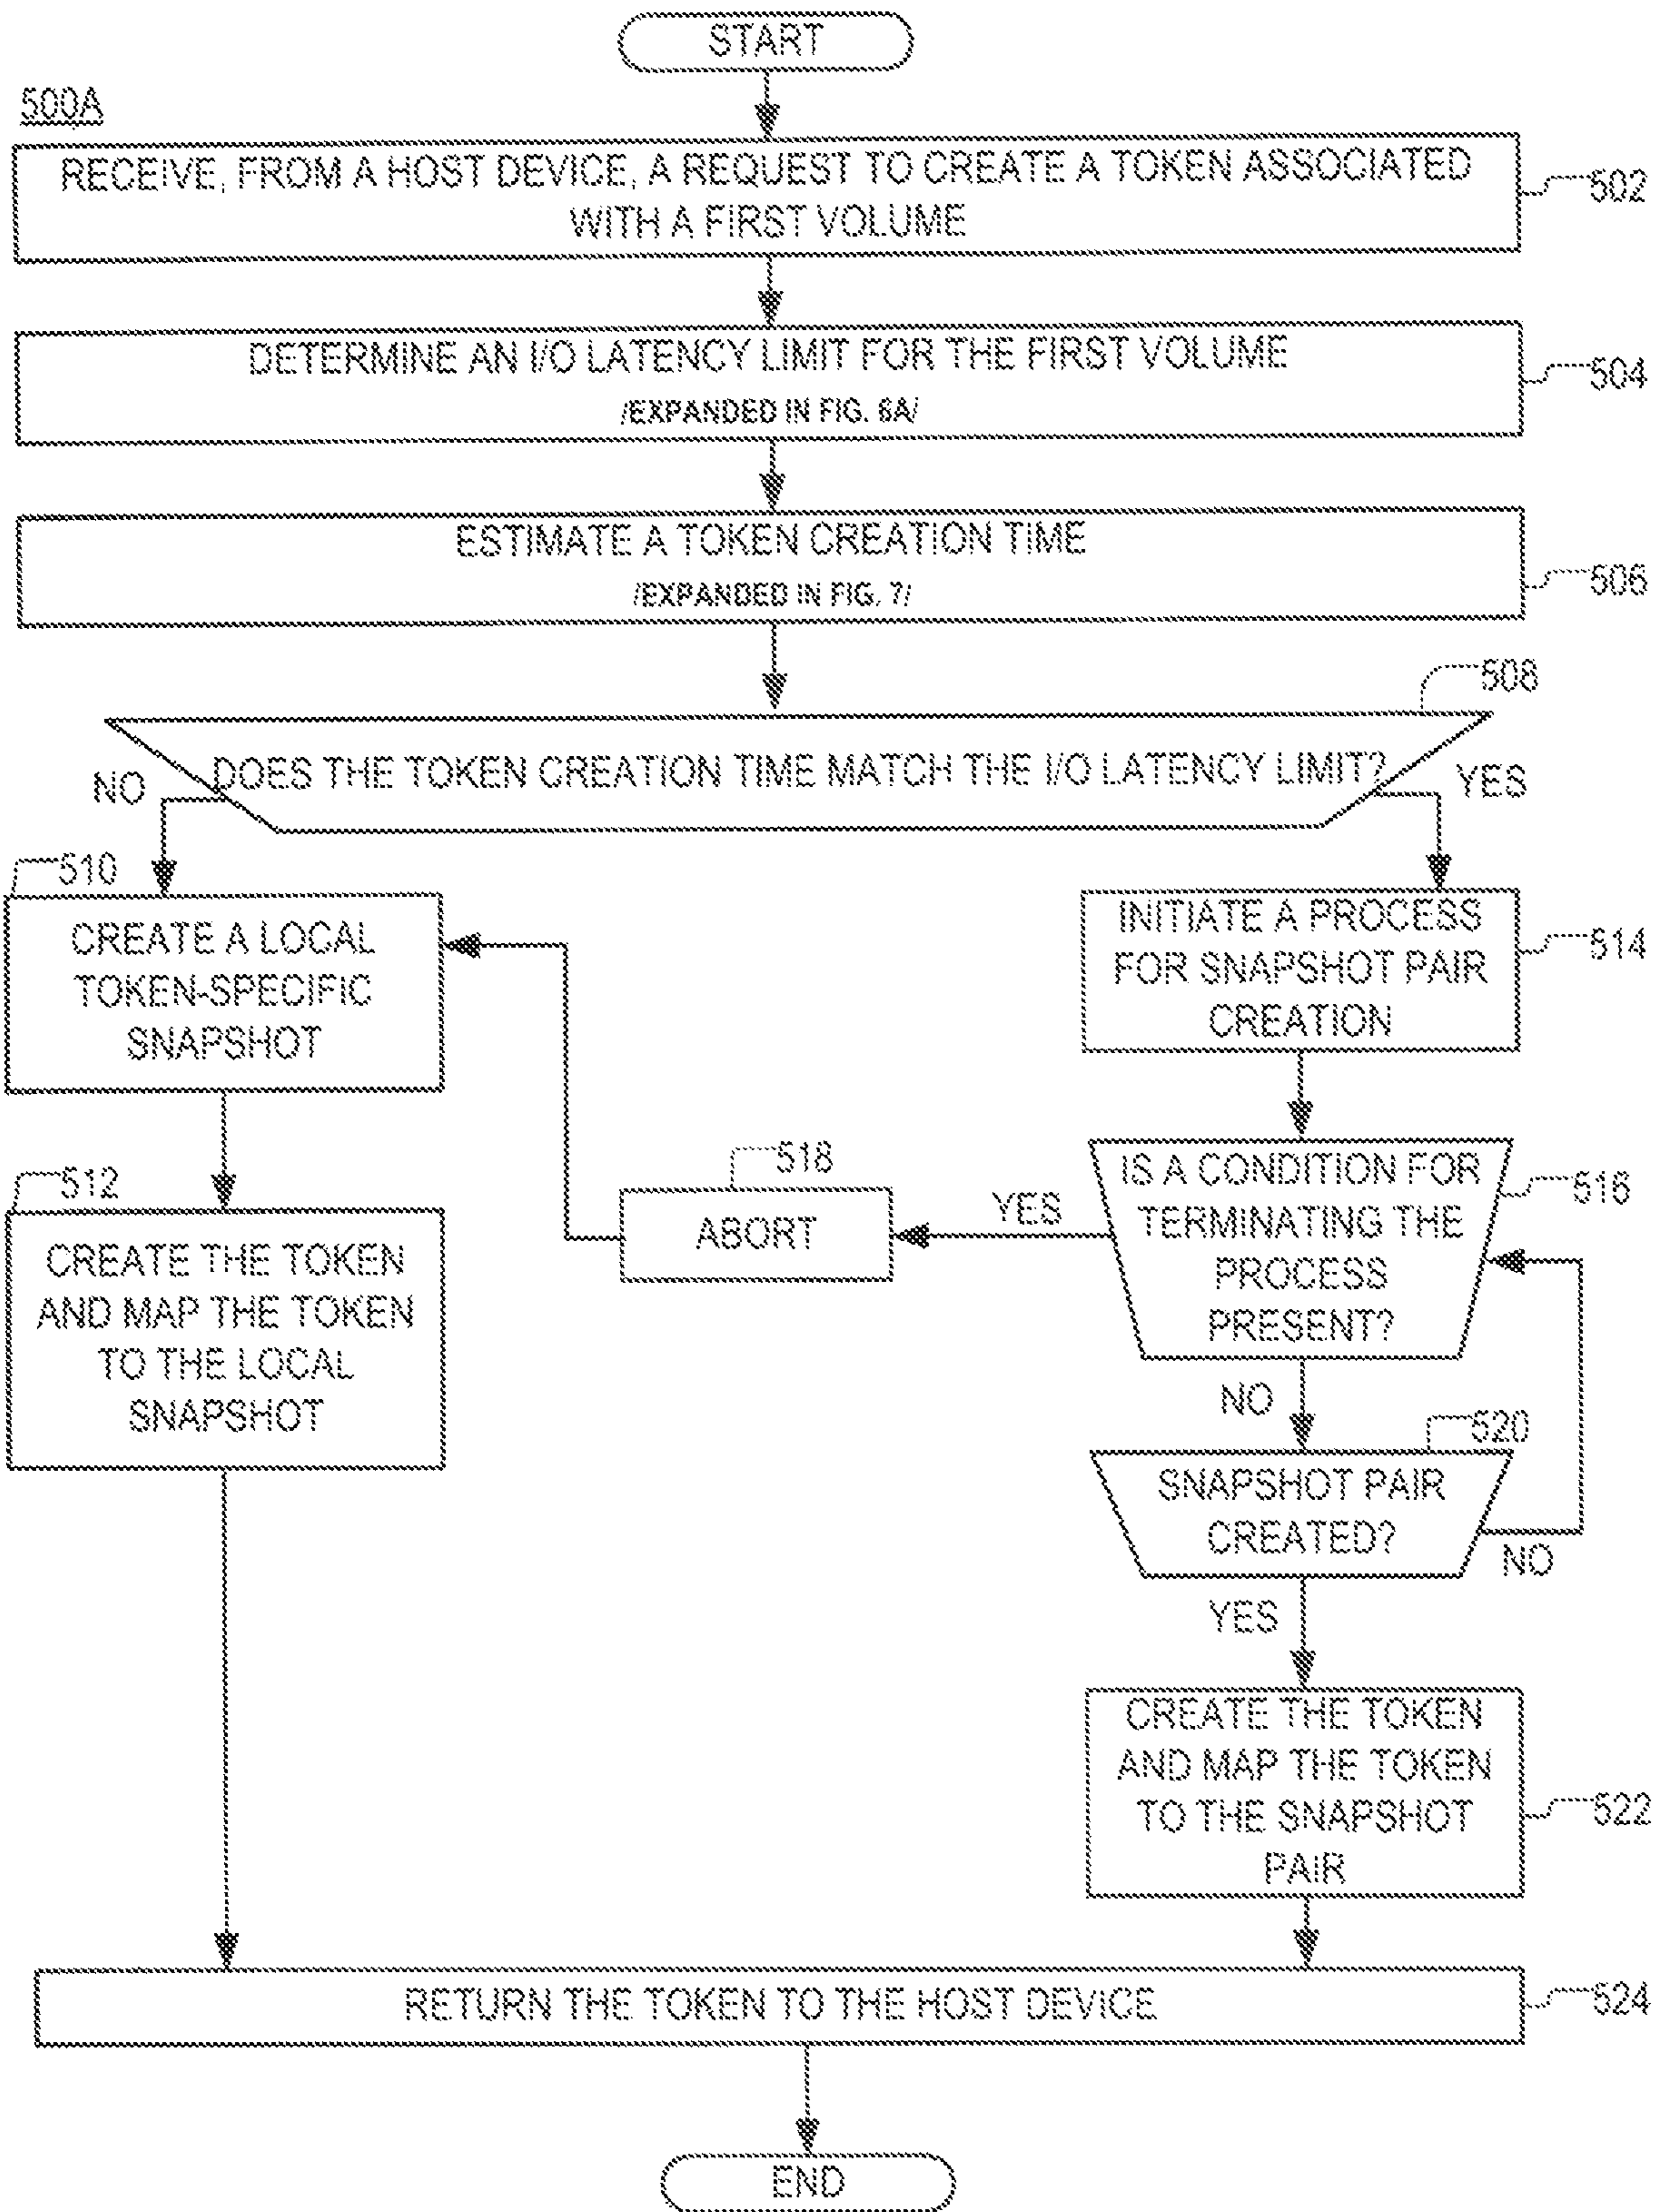 START
500A
RECEIVE, FROM A HOST DEVICE, A REQUEST TO CREATE A TOKEN ASSOCIATED
WITH A FIRST VOLUME
502
DETERMINE AN I/O LATENCY LIMIT FOR THE FIRST VOLUME
/EXPANDED IN FIG. 6A/
504
ESTIMATE A TOKEN CREATION TIME
/EXPANDED IN FIG. 7/
506
508
DOES THE TOKEN CREATION TIME MATCH THE I/O LATENCY LIMIT?
NO
YES
510
CREATE A LOCAL
TOKEN-SPECIFIC
SNAPSHOT
INITIATE A PROCESS
FOR SNAPSHOT PAIR
CREATION
514
512
CREATE THE TOKEN
AND MAP THE TOKEN
TO THE LOCAL
SNAPSHOT
518
ABORT
YES
IS A CONDITION FOR
TERMINATING THE
PROCESS
PRESENT?
516
NO
520
SNAPSHOT PAIR
CREATED?
NO
YES
CREATE THE TOKEN
AND MAP THE TOKEN
TO THE SNAPSHOT
PAIR
522
RETURN THE TOKEN TO THE HOST DEVICE
524
END